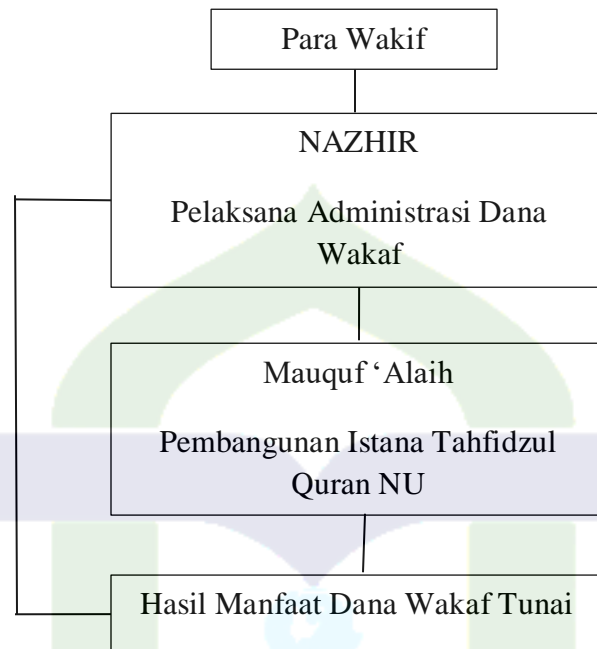 Para Wakif
NAZHIR
Pelaksana Administrasi Dana
Wakaf
Mauquf ‘Alaih
Pembangunan Istana Tahfidzul
Quran NU
Hasil Manfaat Dana Wakaf Tunai